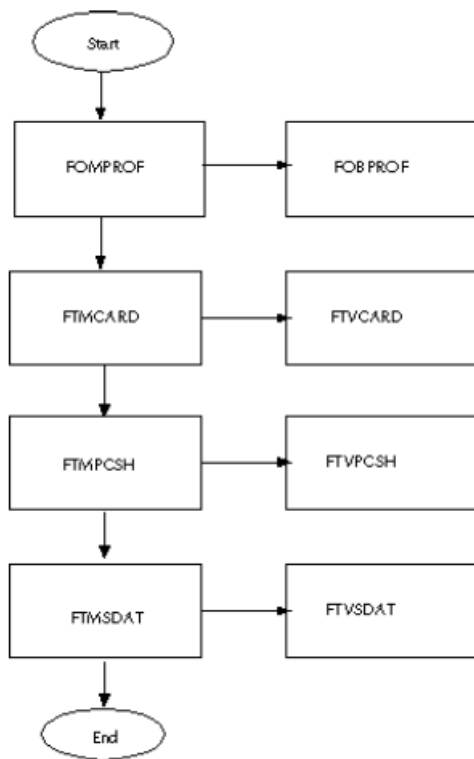 Start
FOMPROF
FOBPROF
FTMCARD
FTVCARD
FTMPCSH
FTVPCSH
FTMSDAT
FTVSDAT
End